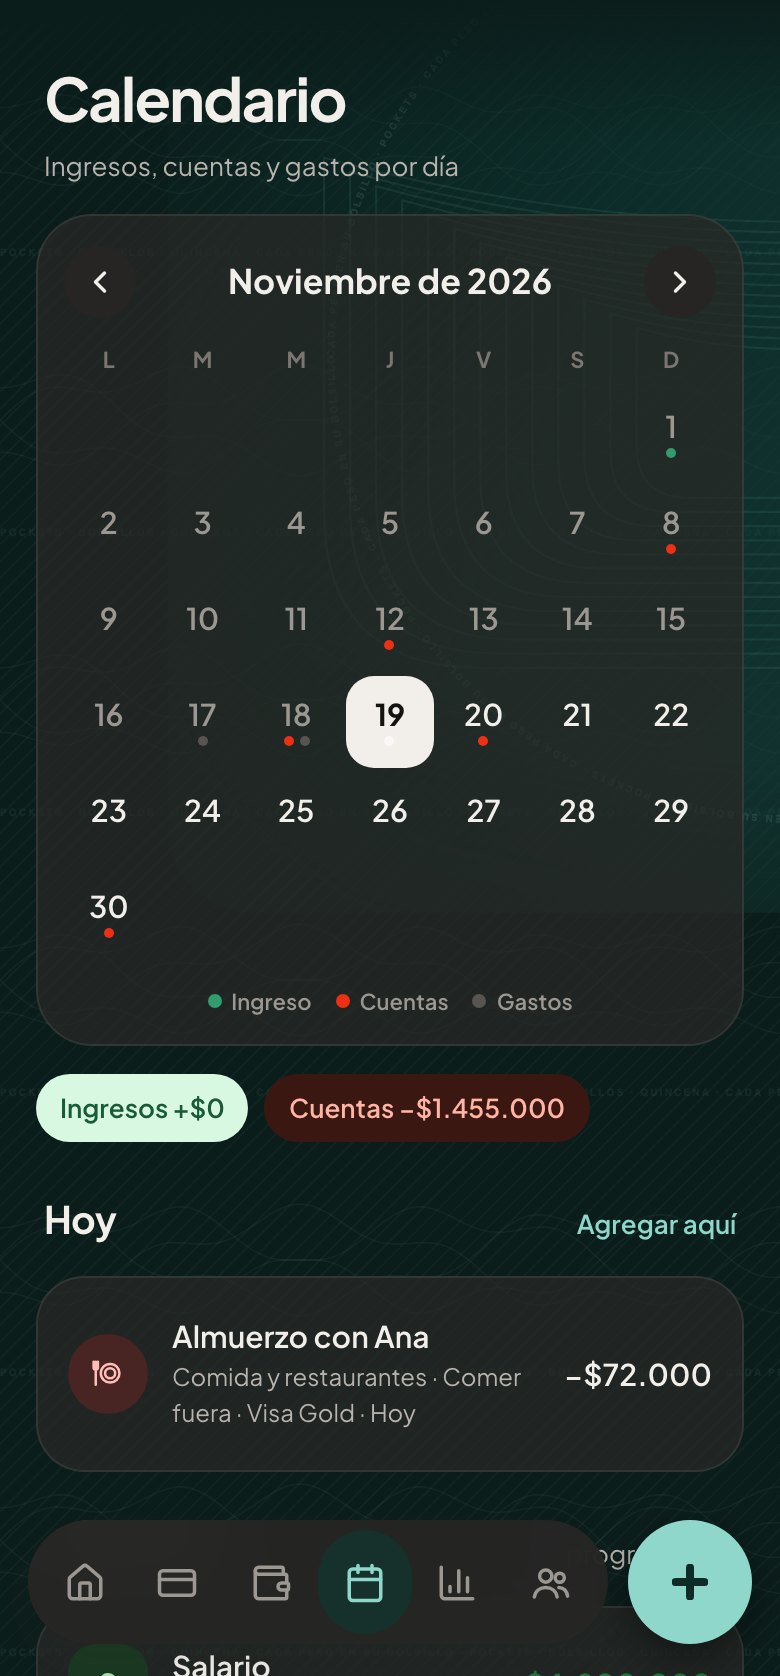 Calendario
Ingresos, cuentas y gastos por día
Noviembre de 2026
L M M J V S D
1
2 3 4 5 6 7 8
9 10 11 12 13 14 15
16 17 18 19 20 21 22
23 24 25 26 27 28 29
30
Ingreso Cuentas Gastos
Ingresos +$0 Cuentas −$1.455.000
Hoy Agregar aquí
Almuerzo con Ana
Comida y restaurantes · Comer
fuera · Visa Gold · Hoy
−$72.000
Salario